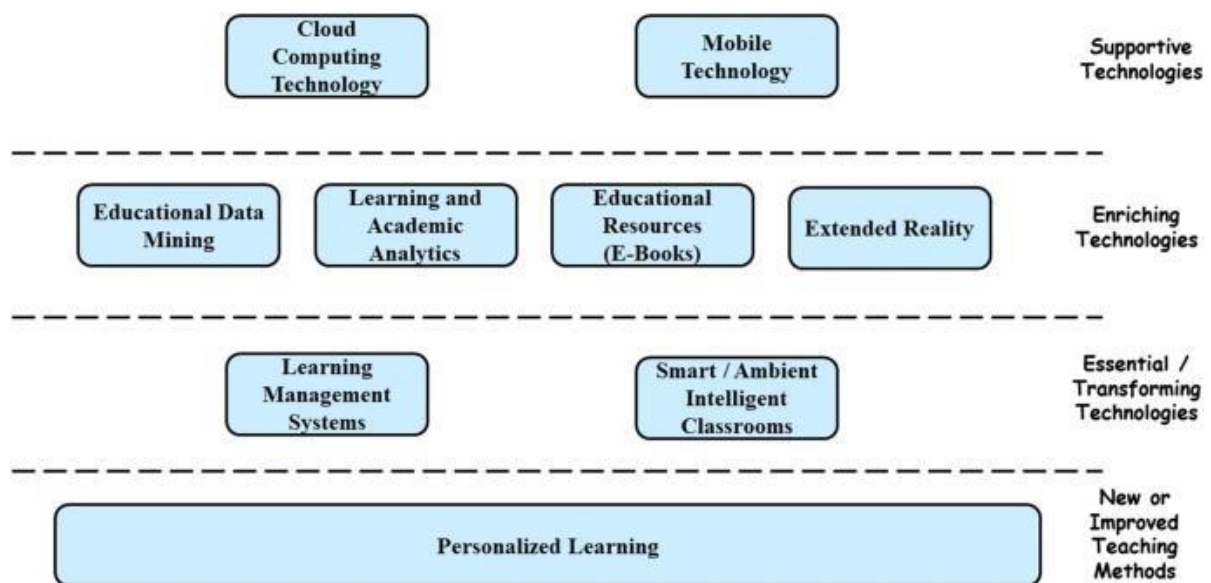 Cloud
Computing
Technology
Mobile
Technology
Supportive
Technologies
Educational Data
Mining
Learning and
Academic
Analytics
Educational
Resources
(E-Books)
Extended Reality
Enriching
Technologies
Learning
Management
Systems
Smart / Ambient
Intelligent
Classrooms
Essential /
Transforming
Technologies
Personalized Learning
New or
Improved
Teaching
Methods